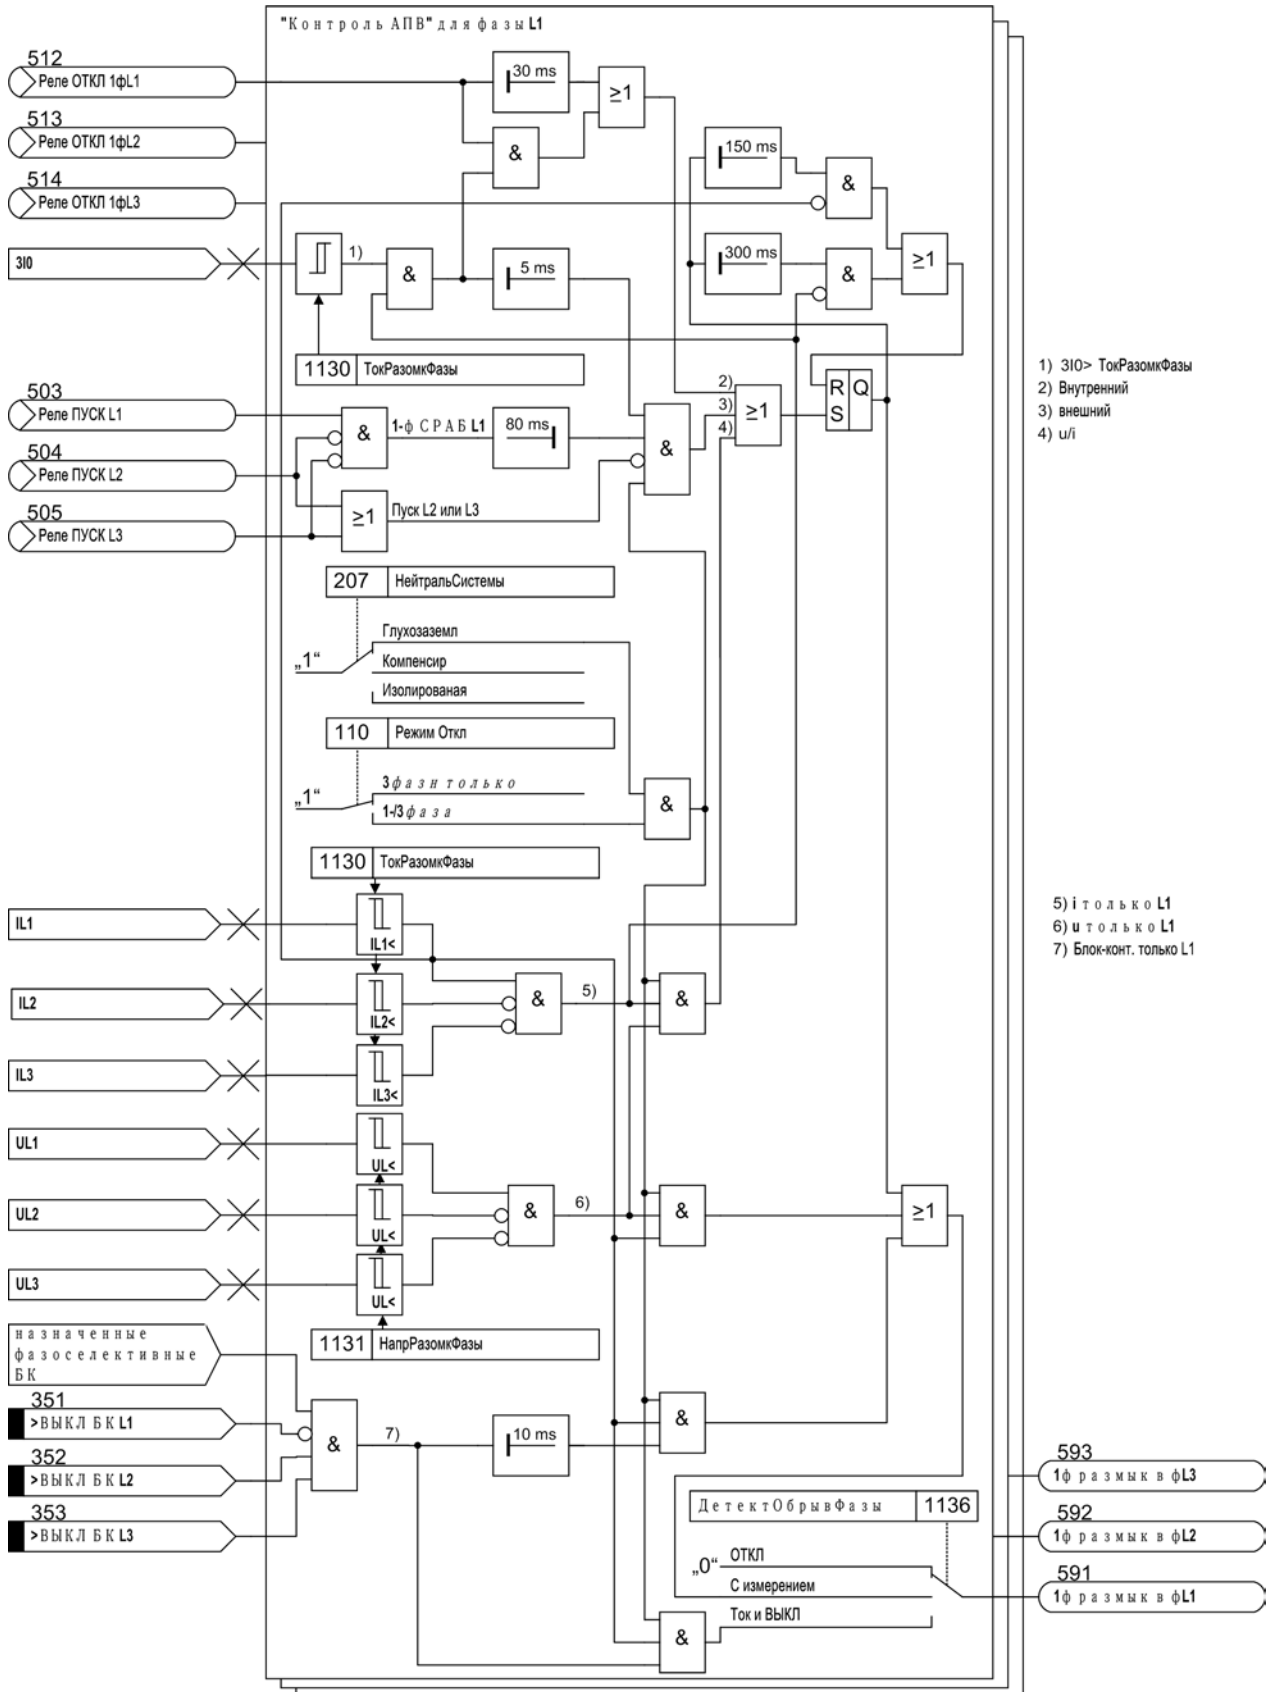 "Контроль АПВ" для фазы L1
512
Реле ОТКЛ 1фL1
30 ms
≥1
513
Реле ОТКЛ 1фL2
&
150 ms
&
514
Реле ОТКЛ 1фL3
3I0
1)
&
5 ms
300 ms
&
≥1
1130 ТокРазомкФазы
1) 3I0> ТокРазомкФазы
2) Внутренний
3) внешний
4) u/i
503
Реле ПУСК L1
&
1-ф СРАБ L1
80 ms
&
2)
3)
4)
≥1
R Q
S
504
Реле ПУСК L2
505
Реле ПУСК L3
≥1
Пуск L2 или L3
207 НейтральСистемы
„1“
Глухозаземл
Компенсир
Изолированая
110 Режим Откл
„1“
3 фазн только
1-/3 фаза
&
1130 ТокРазомкФазы
IL1
IL1<
5) i только L1
6) u только L1
7) Блок-конт. только L1
IL2
IL2<
&
5)
&
IL3
IL3<
UL1
UL<
UL2
UL<
&
6)
&
≥1
UL3
UL<
1131 НапрРазомкФазы
назначенные
фазоселективные
БК
351
>ВЫКЛ БК L1
&
7)
10 ms
&
352
>ВЫКЛ БК L2
353
>ВЫКЛ БК L3
593
1ф размык в фL3
ДетектОбрывФазы 1136
592
1ф размык в фL2
„0“
ОТКЛ
С измерением
Ток и ВЫКЛ
591
1ф размык в фL1
&